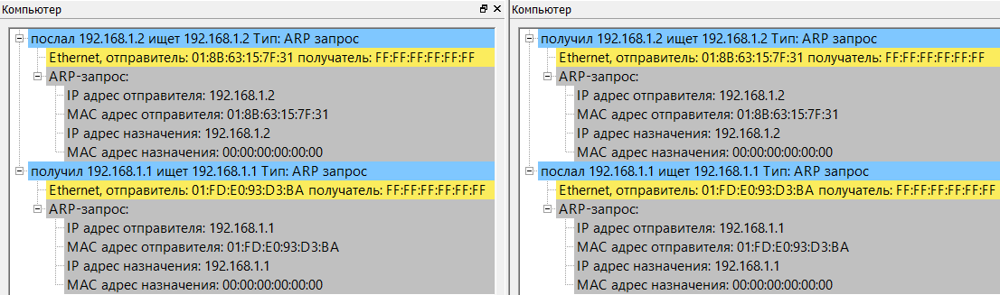 Компьютер
послал 192.168.1.2 ищет 192.168.1.2 Тип: ARP запрос
Ethernet, отправитель: 01:8B:63:15:7F:31 получатель: FF:FF:FF:FF:FF:FF
ARP-запрос:
IP адрес отправителя: 192.168.1.2
MAC адрес отправителя: 01:8B:63:15:7F:31
IP адрес назначения: 192.168.1.2
MAC адрес назначения: 00:00:00:00:00:00
получил 192.168.1.1 ищет 192.168.1.1 Тип: ARP запрос
Ethernet, отправитель: 01:FD:E0:93:D3:BA получатель: FF:FF:FF:FF:FF:FF
ARP-запрос:
IP адрес отправителя: 192.168.1.1
MAC адрес отправителя: 01:FD:E0:93:D3:BA
IP адрес назначения: 192.168.1.1
MAC адрес назначения: 00:00:00:00:00:00
Компьютер
получил 192.168.1.2 ищет 192.168.1.2 Тип: ARP запрос
Ethernet, отправитель: 01:8B:63:15:7F:31 получатель: FF:FF:FF:FF:FF:FF
ARP-запрос:
IP адрес отправителя: 192.168.1.2
MAC адрес отправителя: 01:8B:63:15:7F:31
IP адрес назначения: 192.168.1.2
MAC адрес назначения: 00:00:00:00:00:00
послал 192.168.1.1 ищет 192.168.1.1 Тип: ARP запрос
Ethernet, отправитель: 01:FD:E0:93:D3:BA получатель: FF:FF:FF:FF:FF:FF
ARP-запрос:
IP адрес отправителя: 192.168.1.1
MAC адрес отправителя: 01:FD:E0:93:D3:BA
IP адрес назначения: 192.168.1.1
MAC адрес назначения: 00:00:00:00:00:00